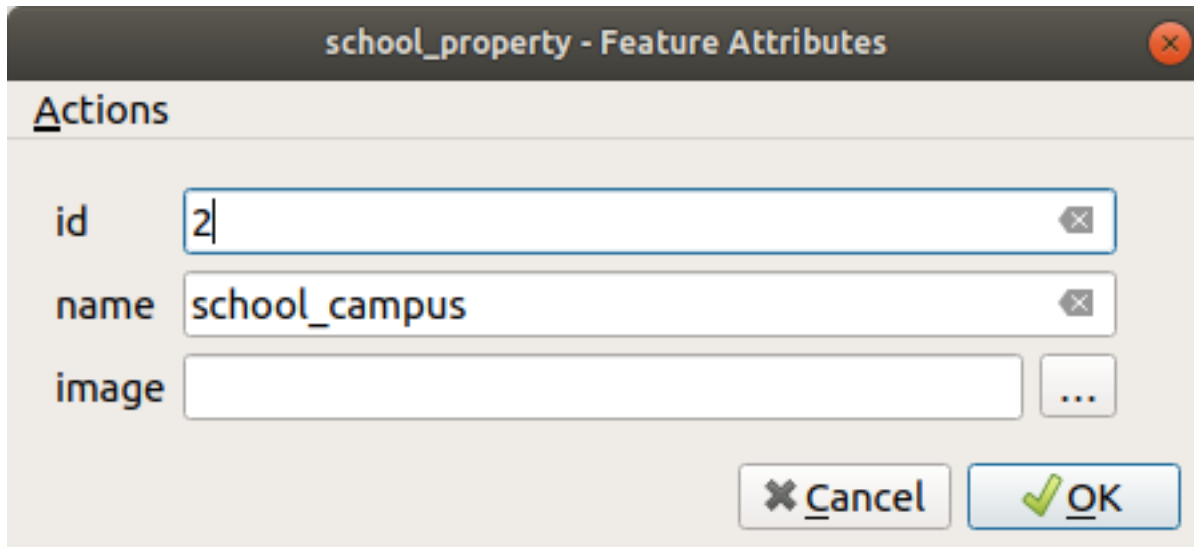 school_property - Feature Attributes
Actions
id 2
name school_campus
image ...
Cancel OK